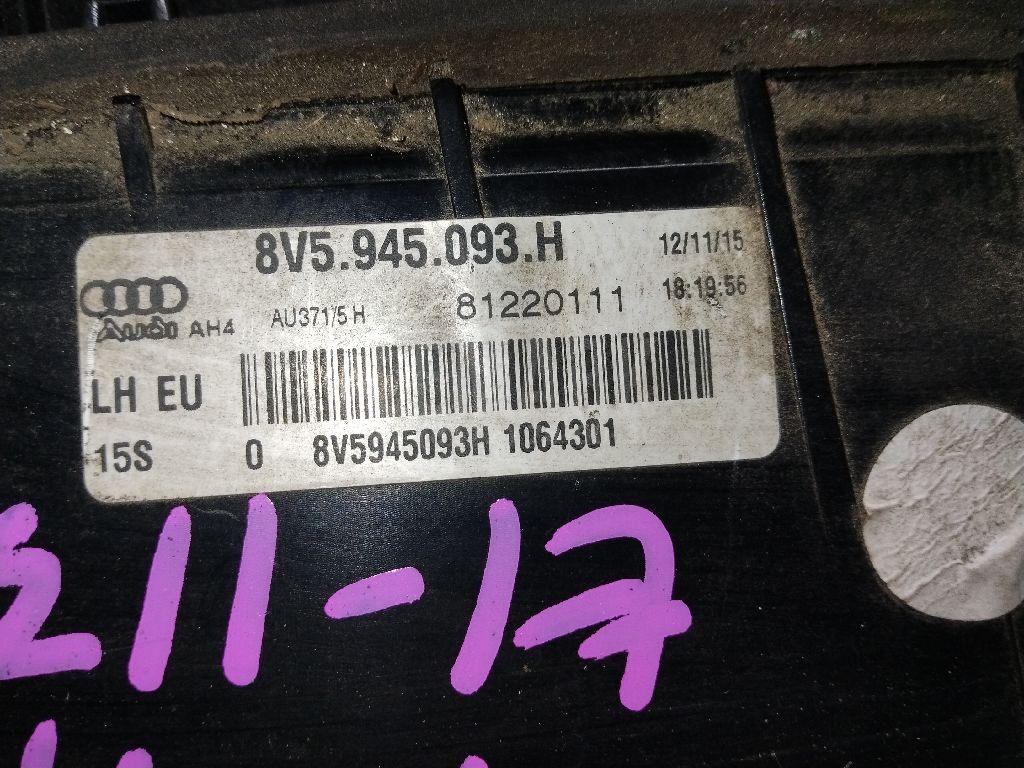 8V5.945.093.H 12/11/15
Audi AH4 AU371/5 H 81220111 18:19:56
LH EU
15S 0 8V5945093H 1064301
211-17